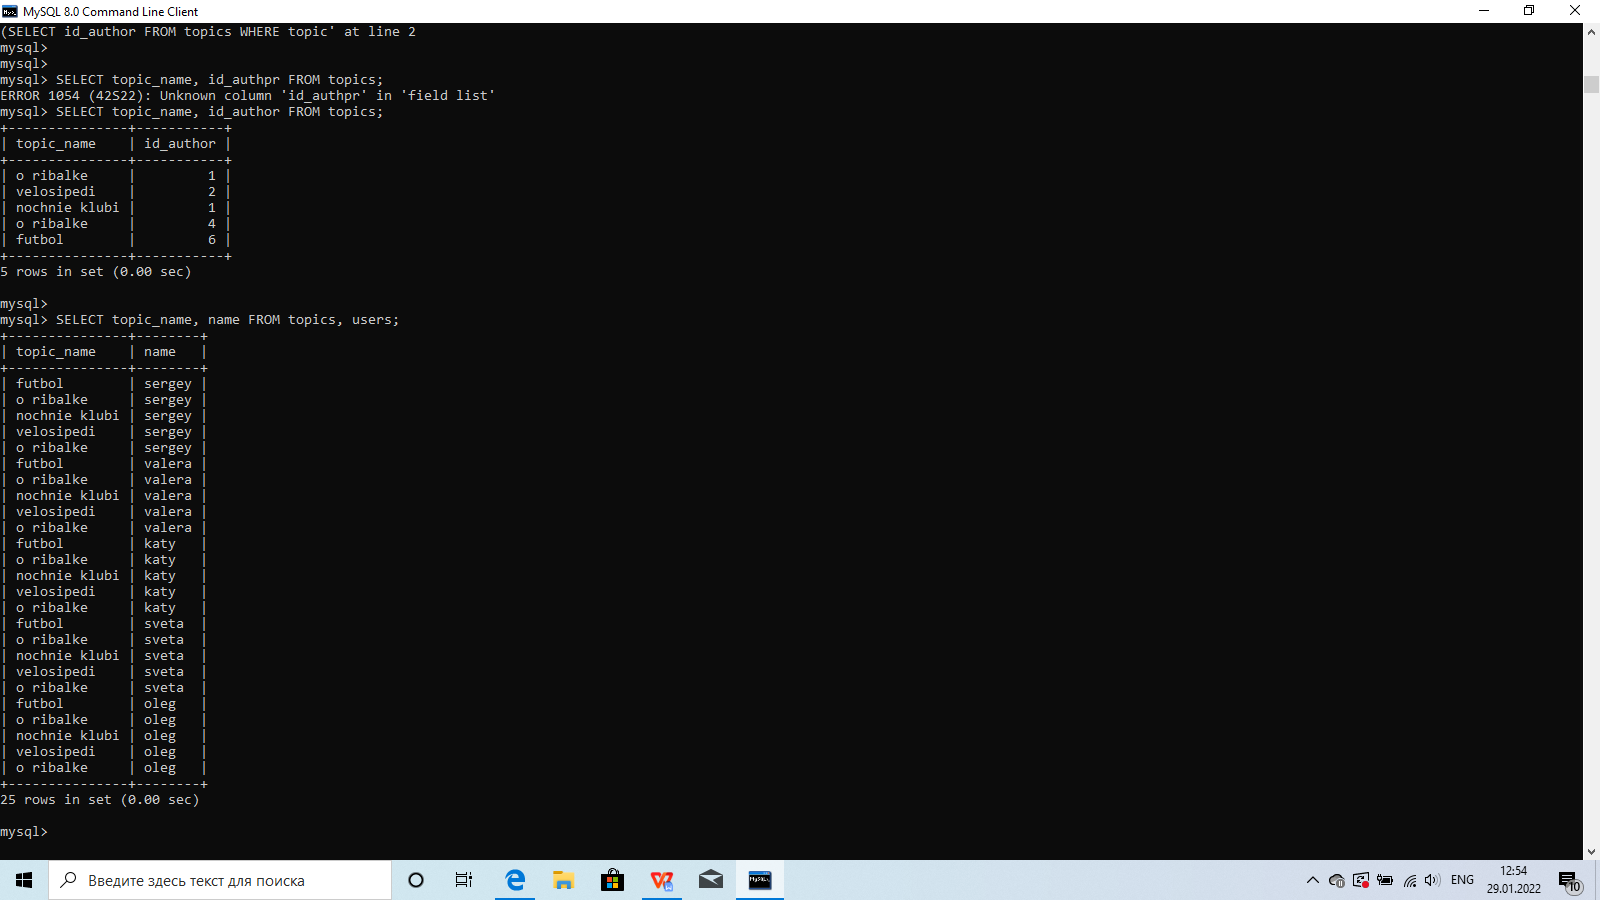 MySQL 8.0 Command Line Client
(SELECT id_author FROM topics WHERE topic' at line 2
mysql>
mysql>
mysql> SELECT topic_name, id_authpr FROM topics;
ERROR 1054 (42S22): Unknown column 'id_authpr' in 'field list'
mysql> SELECT topic_name, id_author FROM topics;
+---------------+-----------+
| topic_name    | id_author |
+---------------+-----------+
| o ribalke     |         1 |
| velosipedi    |         2 |
| nochnie klubi |         1 |
| o ribalke     |         4 |
| futbol        |         6 |
+---------------+-----------+
5 rows in set (0.00 sec)
mysql>
mysql> SELECT topic_name, name FROM topics, users;
+---------------+--------+
| topic_name    | name   |
+---------------+--------+
| futbol        | sergey |
| o ribalke     | sergey |
| nochnie klubi | sergey |
| velosipedi    | sergey |
| o ribalke     | sergey |
| futbol        | valera |
| o ribalke     | valera |
| nochnie klubi | valera |
| velosipedi    | valera |
| o ribalke     | valera |
| futbol        | katy   |
| o ribalke     | katy   |
| nochnie klubi | katy   |
| velosipedi    | katy   |
| o ribalke     | katy   |
| futbol        | sveta  |
| o ribalke     | sveta  |
| nochnie klubi | sveta  |
| velosipedi    | sveta  |
| o ribalke     | sveta  |
| futbol        | oleg   |
| o ribalke     | oleg   |
| nochnie klubi | oleg   |
| velosipedi    | oleg   |
| o ribalke     | oleg   |
+---------------+--------+
25 rows in set (0.00 sec)
mysql>
Введите здесь текст для поиска
ENG
12:54
29.01.2022
10